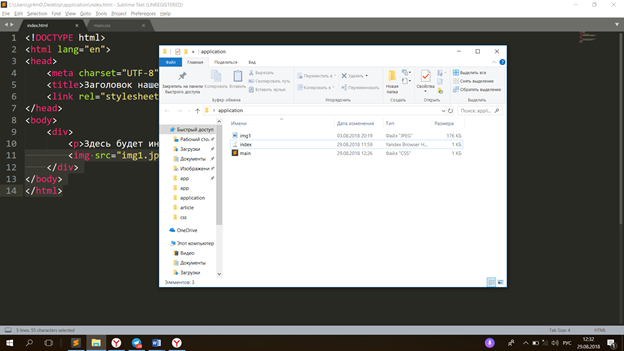 C:\Users\gr4m0\Desktop\application\index.html - Sublime Text (UNREGISTERED)
File Edit Selection Find View Goto Tools Project Preferences Help
index.html
main.css
1 <!DOCTYPE html>
2 <html lang="en">
3 <head>
4 <meta charset="UTF-8"
5 <title>Заголовок наше
6 <link rel="stylesheet
7 </head>
8 <body>
9 <div>
10 <p>Здесь будет ин
11 <img src="img1.jp
12 </div>
13 </body>
14 </html>
application
Файл Главная Поделиться Вид
Закрепить на панели быстрого доступа
Копировать Вставить
Вырезать
Скопировать путь
Вставить ярлык
Буфер обмена
Переместить в
Копировать в
Удалить
Переименовать
Упорядочить
Новая папка
Создать
Свойства
Открыть
Выделить все
Снять выделение
Обратить выделение
Выделить
application
Поиск: appl...
Имя
Дата изменения
Тип
Размер
img1 03.08.2018 20:19 Файл "JPEG" 176 КБ
index 29.08.2018 11:59 Yandex Browser H... 1 КБ
main 29.08.2018 12:26 Файл "CSS" 1 КБ
Быстрый доступ
Рабочий сто.
Загрузки
Документы
Изображени
app
app
application
article
css
OneDrive
Этот компьютер
Видео
Документы
Загрузки
Элементов: 3
5 lines, 55 characters selected
Tab Size: 4
HTML
РУС
12:32
29.08.2018